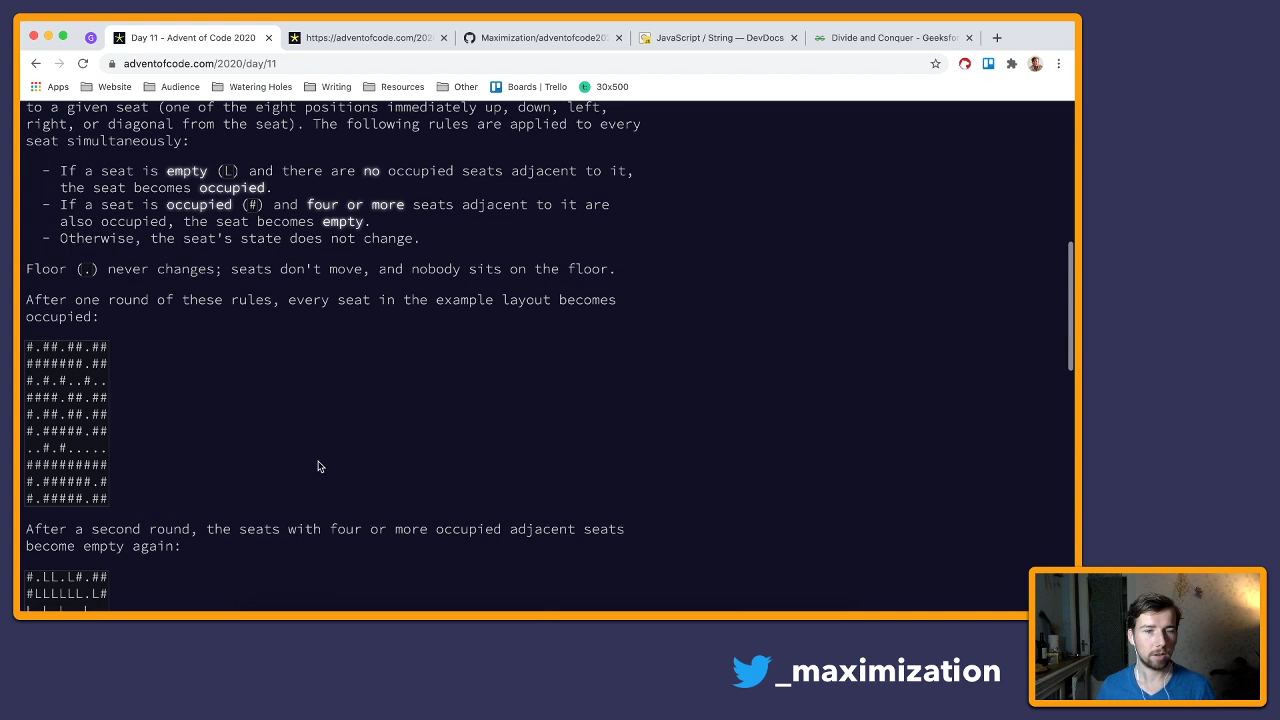 Day 11 - Advent of Code 2020
https://adventofcode.com/202
Maximization/adventofcode202
JavaScript / String — DevDocs
Divide and Conquer - Geeksfo
adventofcode.com/2020/day/11
Apps Website Audience Watering Holes Writing Resources Other Boards | Trello 30x500
to a given seat (one of the eight positions immediately up, down, left,
right, or diagonal from the seat). The following rules are applied to every
seat simultaneously:
- If a seat is empty (L) and there are no occupied seats adjacent to it,
the seat becomes occupied.
- If a seat is occupied (#) and four or more seats adjacent to it are
also occupied, the seat becomes empty.
- Otherwise, the seat's state does not change.
Floor (.) never changes; seats don't move, and nobody sits on the floor.
After one round of these rules, every seat in the example layout becomes
occupied:
#.##.##.##
#######.##
#.#.#..#..
####.##.##
#.##.##.##
#.#####.##
..#.#.....
##########
#.######.#
#.#####.##
After a second round, the seats with four or more occupied adjacent seats
become empty again:
#.LL.L#.##
#LLLLLL.L#
_maximization